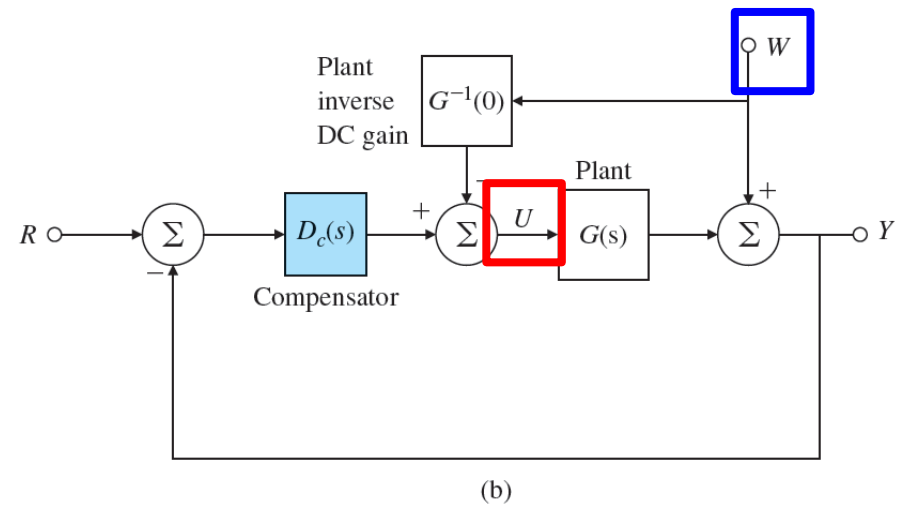 W
Plant
inverse
DC gain
G⁻¹(0)
−
Plant
+
R
Σ
D_c(s)
+
Σ
U
G(s)
Σ
Y
−
Compensator
(b)